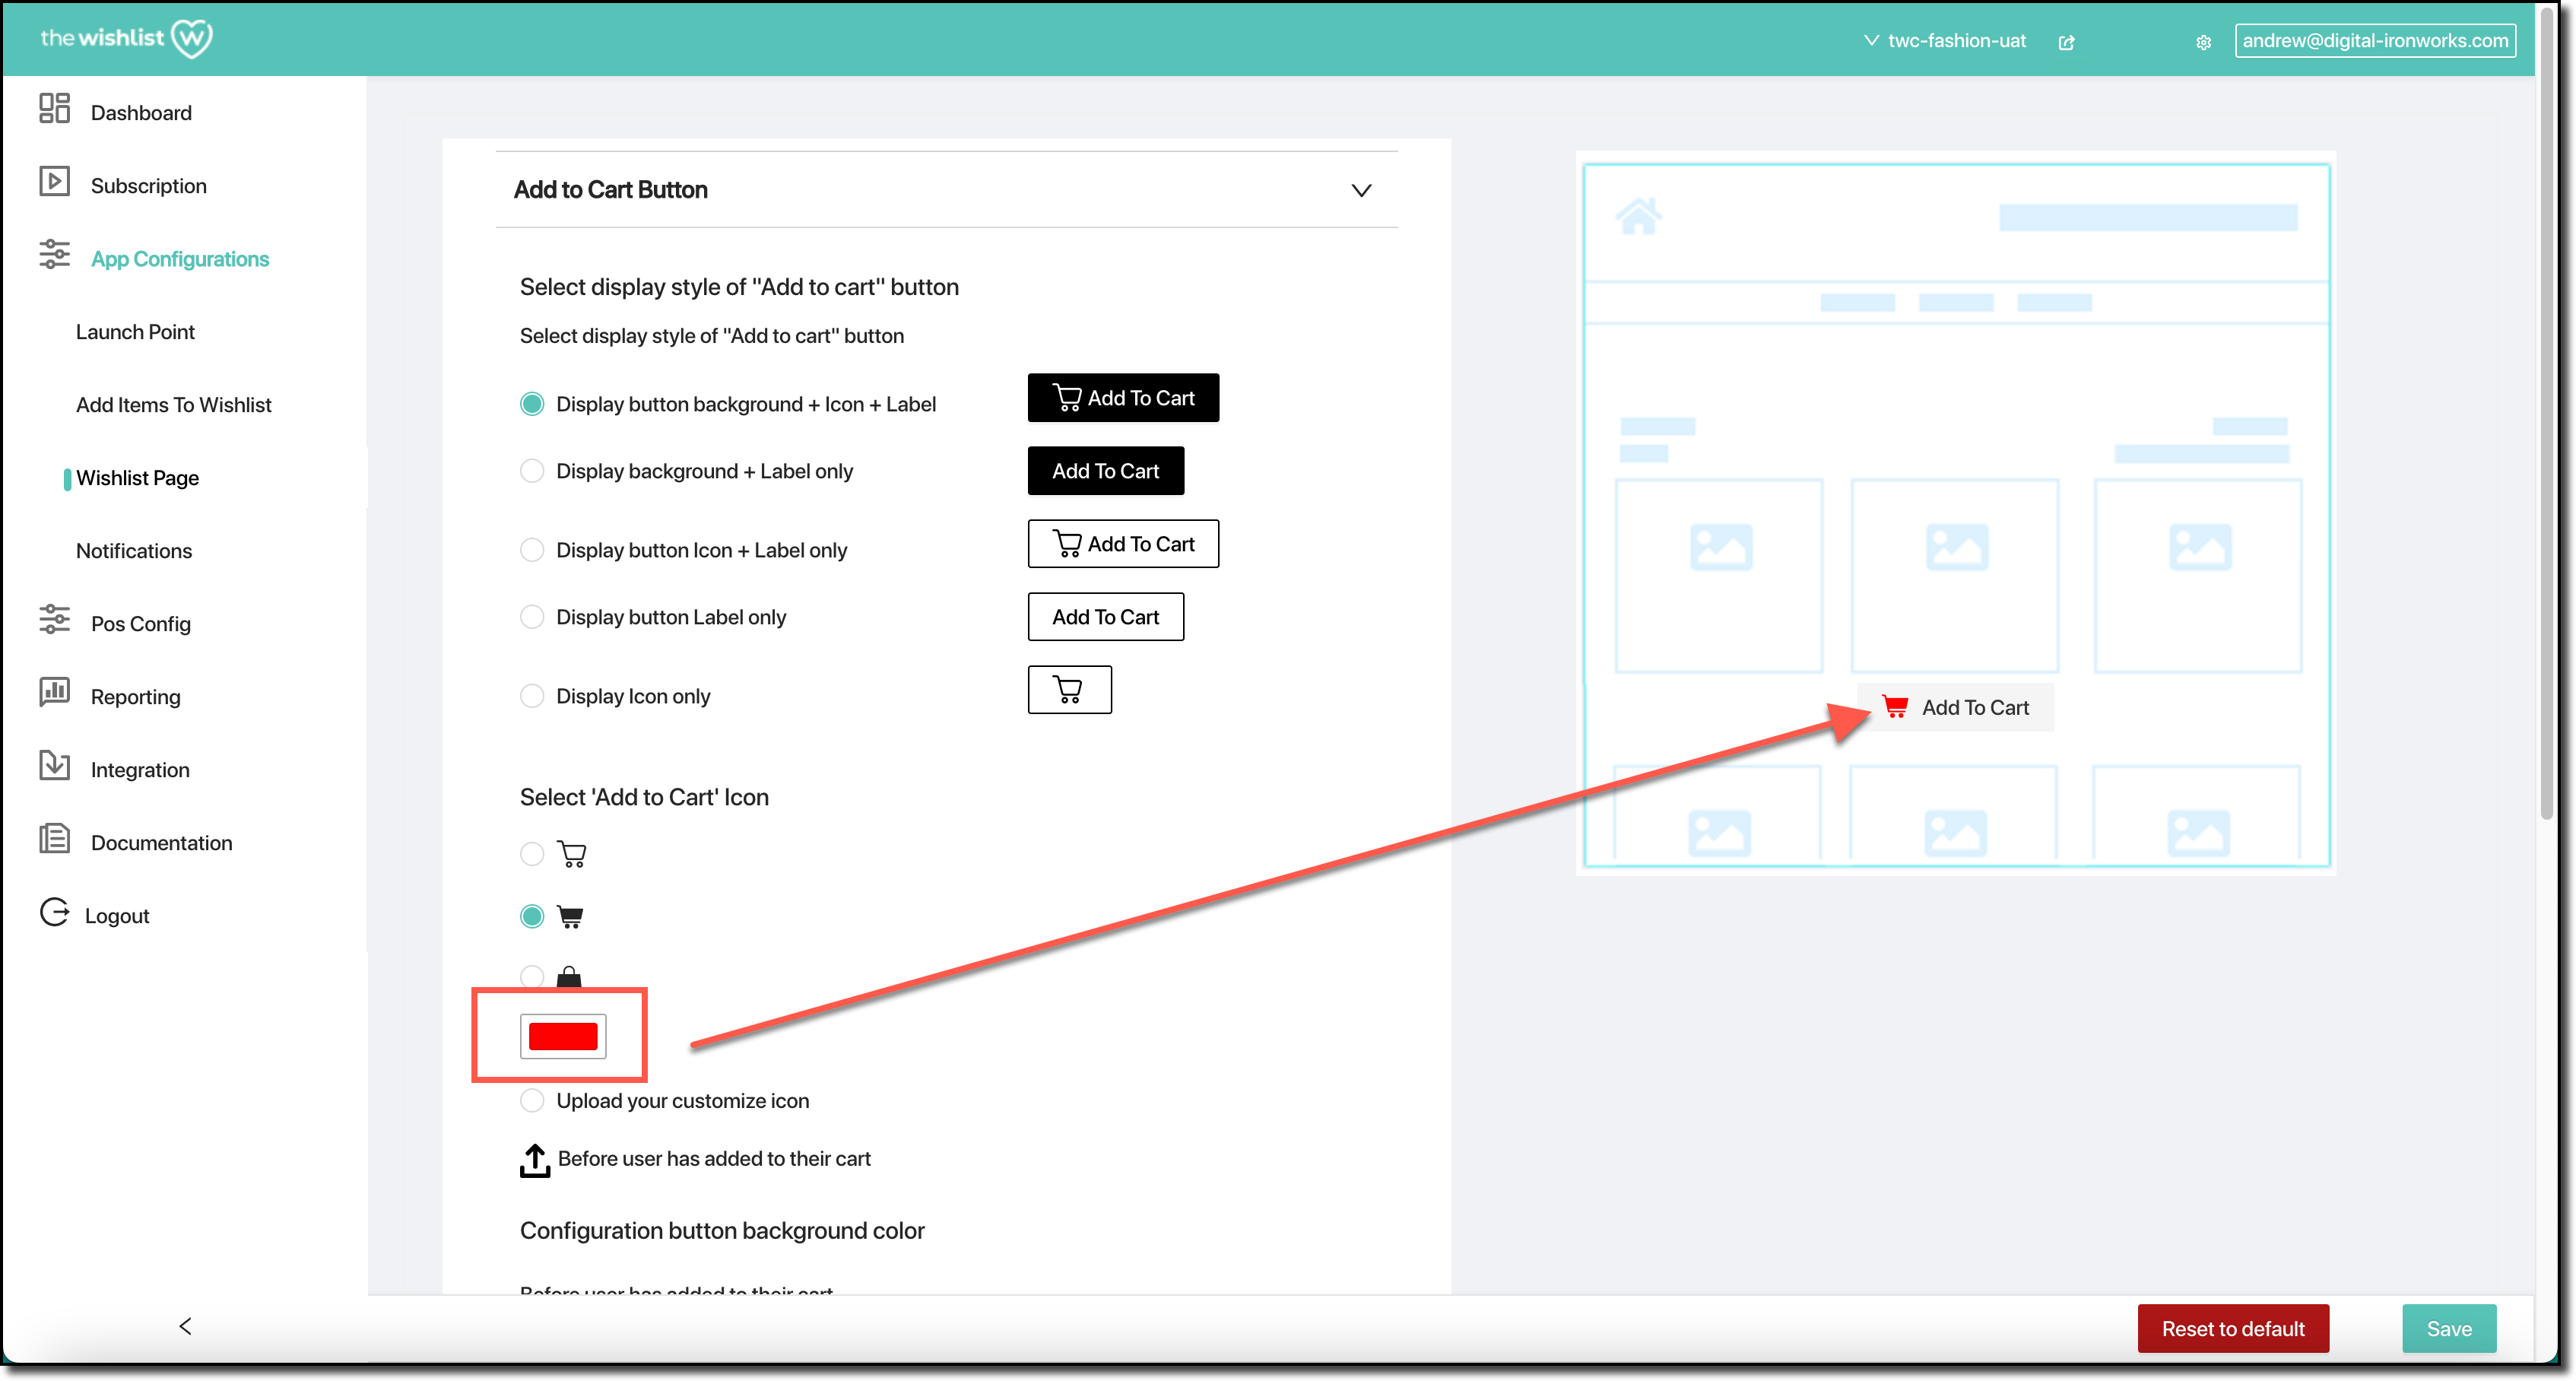 the wishlist W
twc-fashion-uat
andrew@digital-ironworks.com
Dashboard
Subscription
App Configurations
Launch Point
Add Items To Wishlist
Wishlist Page
Notifications
Pos Config
Reporting
Integration
Documentation
Logout
Add to Cart Button
Select display style of "Add to cart" button
Select display style of "Add to cart" button
Display button background + Icon + Label
Add To Cart
Display background + Label only
Add To Cart
Display button Icon + Label only
Add To Cart
Display button Label only
Add To Cart
Display Icon only
Select 'Add to Cart' Icon
Upload your customize icon
Before user has added to their cart
Configuration button background color
Before user has added to their cart
Add To Cart
Reset to default
Save